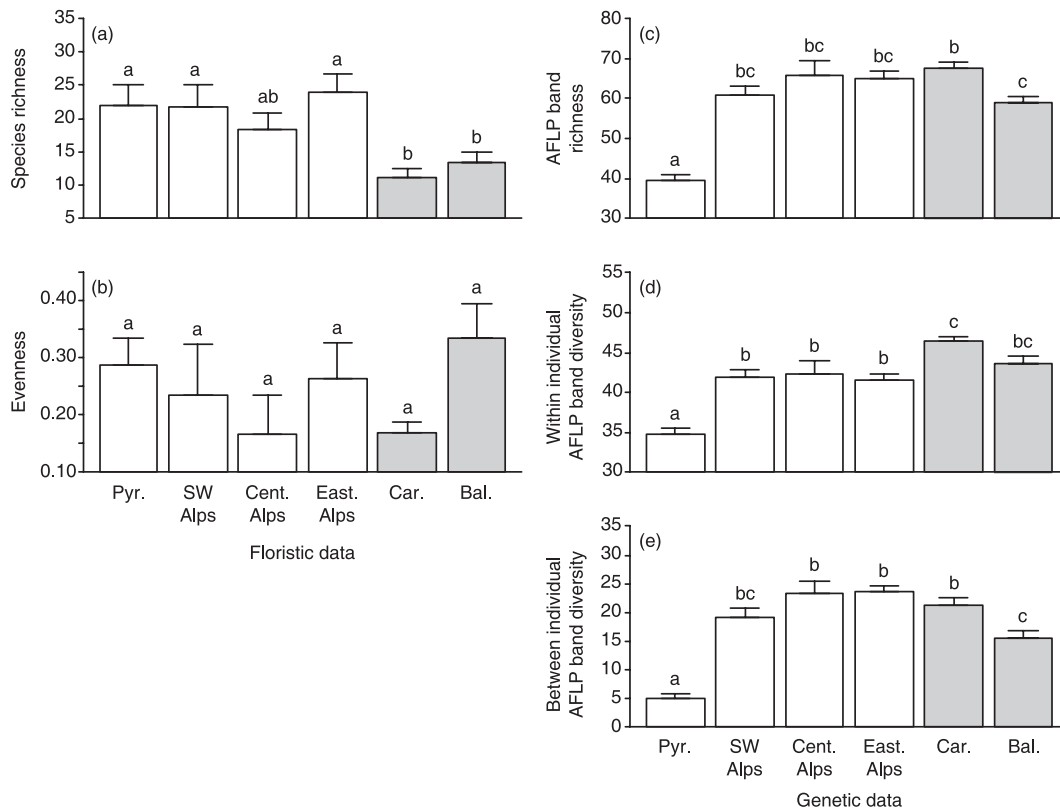 (a)
Species richness
35
30
25
20
15
10
5
a
a
ab
a
b
b
(b)
Evenness
0.40
0.30
0.20
0.10
a
a
a
a
a
a
Pyr.
SW
Alps
Cent.
Alps
East.
Alps
Car.
Bal.
Floristic data
(c)
AFLP band
richness
80
70
60
50
40
30
a
bc
bc
bc
b
c
(d)
Within individual
AFLP band diversity
55
50
45
40
35
30
a
b
b
b
c
bc
(e)
Between individual
AFLP band diversity
35
30
25
20
15
10
5
0
a
bc
b
b
b
c
Pyr.
SW
Alps
Cent.
Alps
East.
Alps
Car.
Bal.
Genetic data